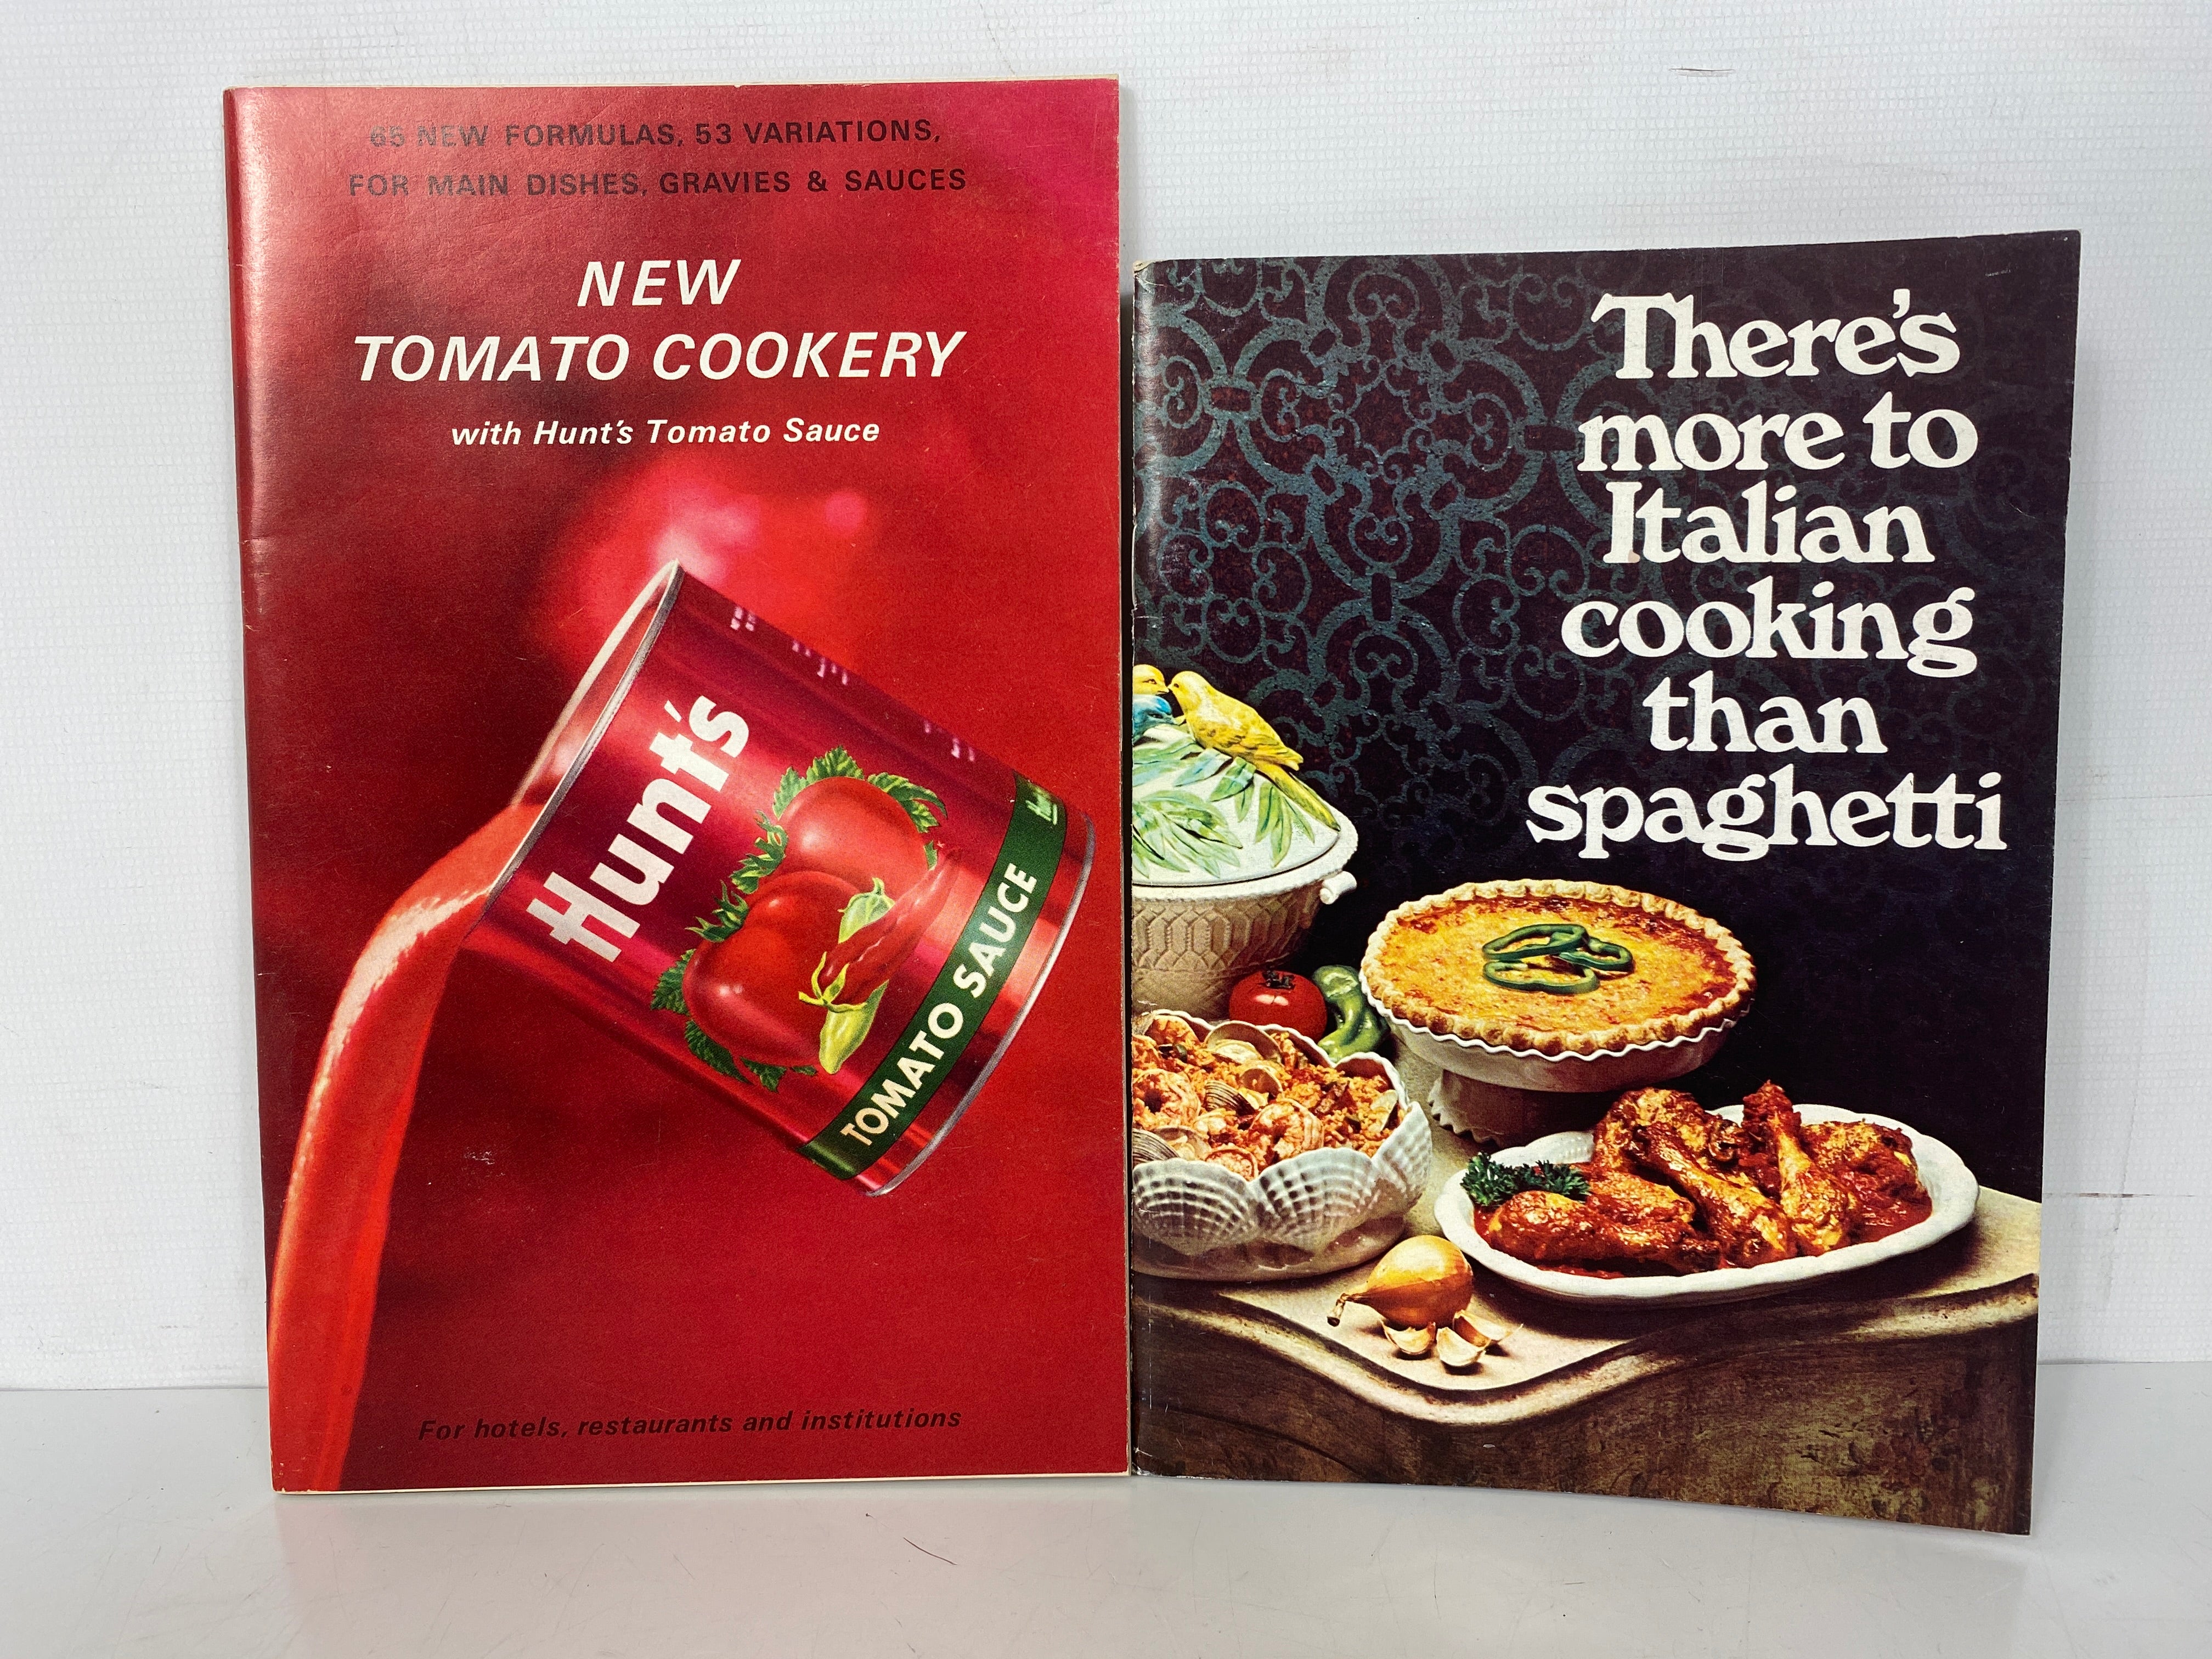 65 NEW FORMULAS, 53 VARIATIONS,
FOR MAIN DISHES, GRAVIES & SAUCES
NEW
TOMATO COOKERY
with Hunt's Tomato Sauce
Hunt's
TOMATO SAUCE
For hotels, restaurants and institutions
There's
more to
Italian
cooking
than
spaghetti